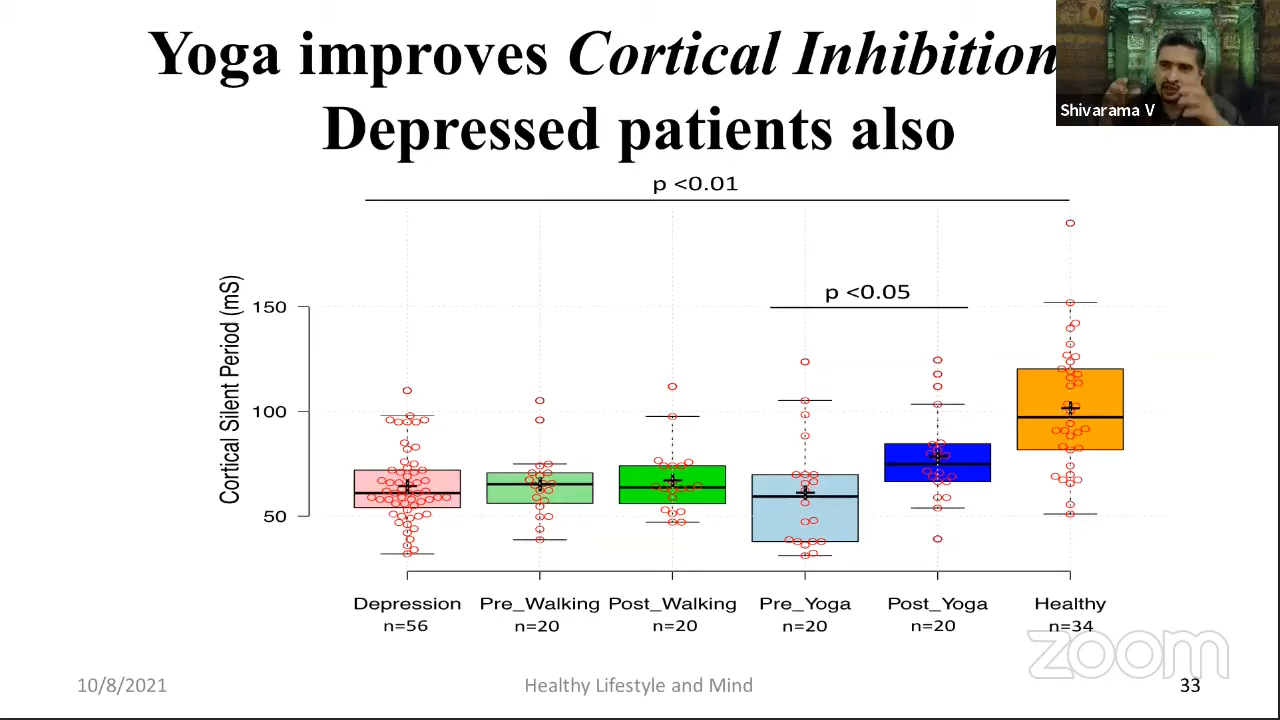 Yoga improves Cortical Inhibition
Depressed patients also
Shivarama V
p <0.01
p <0.05
Cortical Silent Period (mS)
150
100
50
Depression Pre_Walking Post_Walking Pre_Yoga Post_Yoga Healthy
n=56 n=20 n=20 n=20 n=20 n=34
zoom
10/8/2021 Healthy Lifestyle and Mind 33